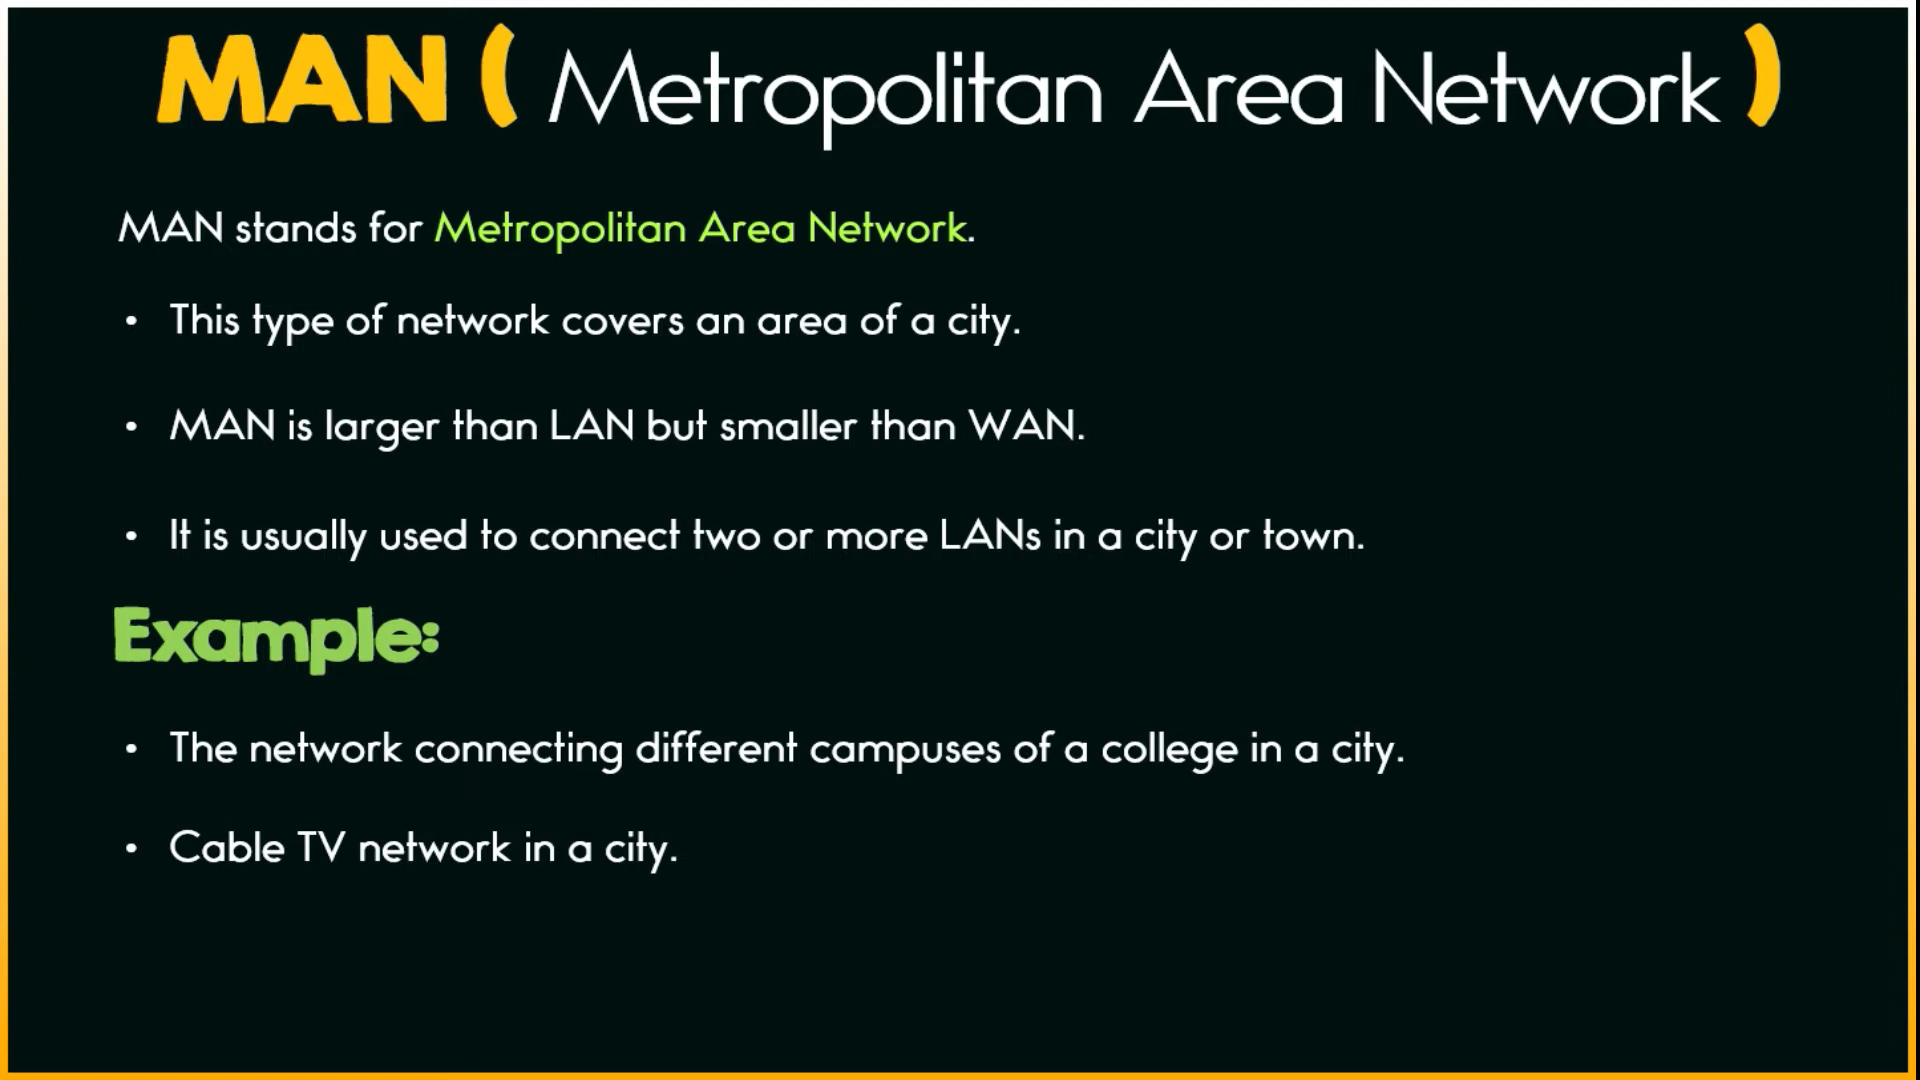 MAN ( Metropolitan Area Network )
MAN stands for Metropolitan Area Network.
• This type of network covers an area of a city.
• MAN is larger than LAN but smaller than WAN.
• It is usually used to connect two or more LANs in a city or town.
Example:
• The network connecting different campuses of a college in a city.
• Cable TV network in a city.